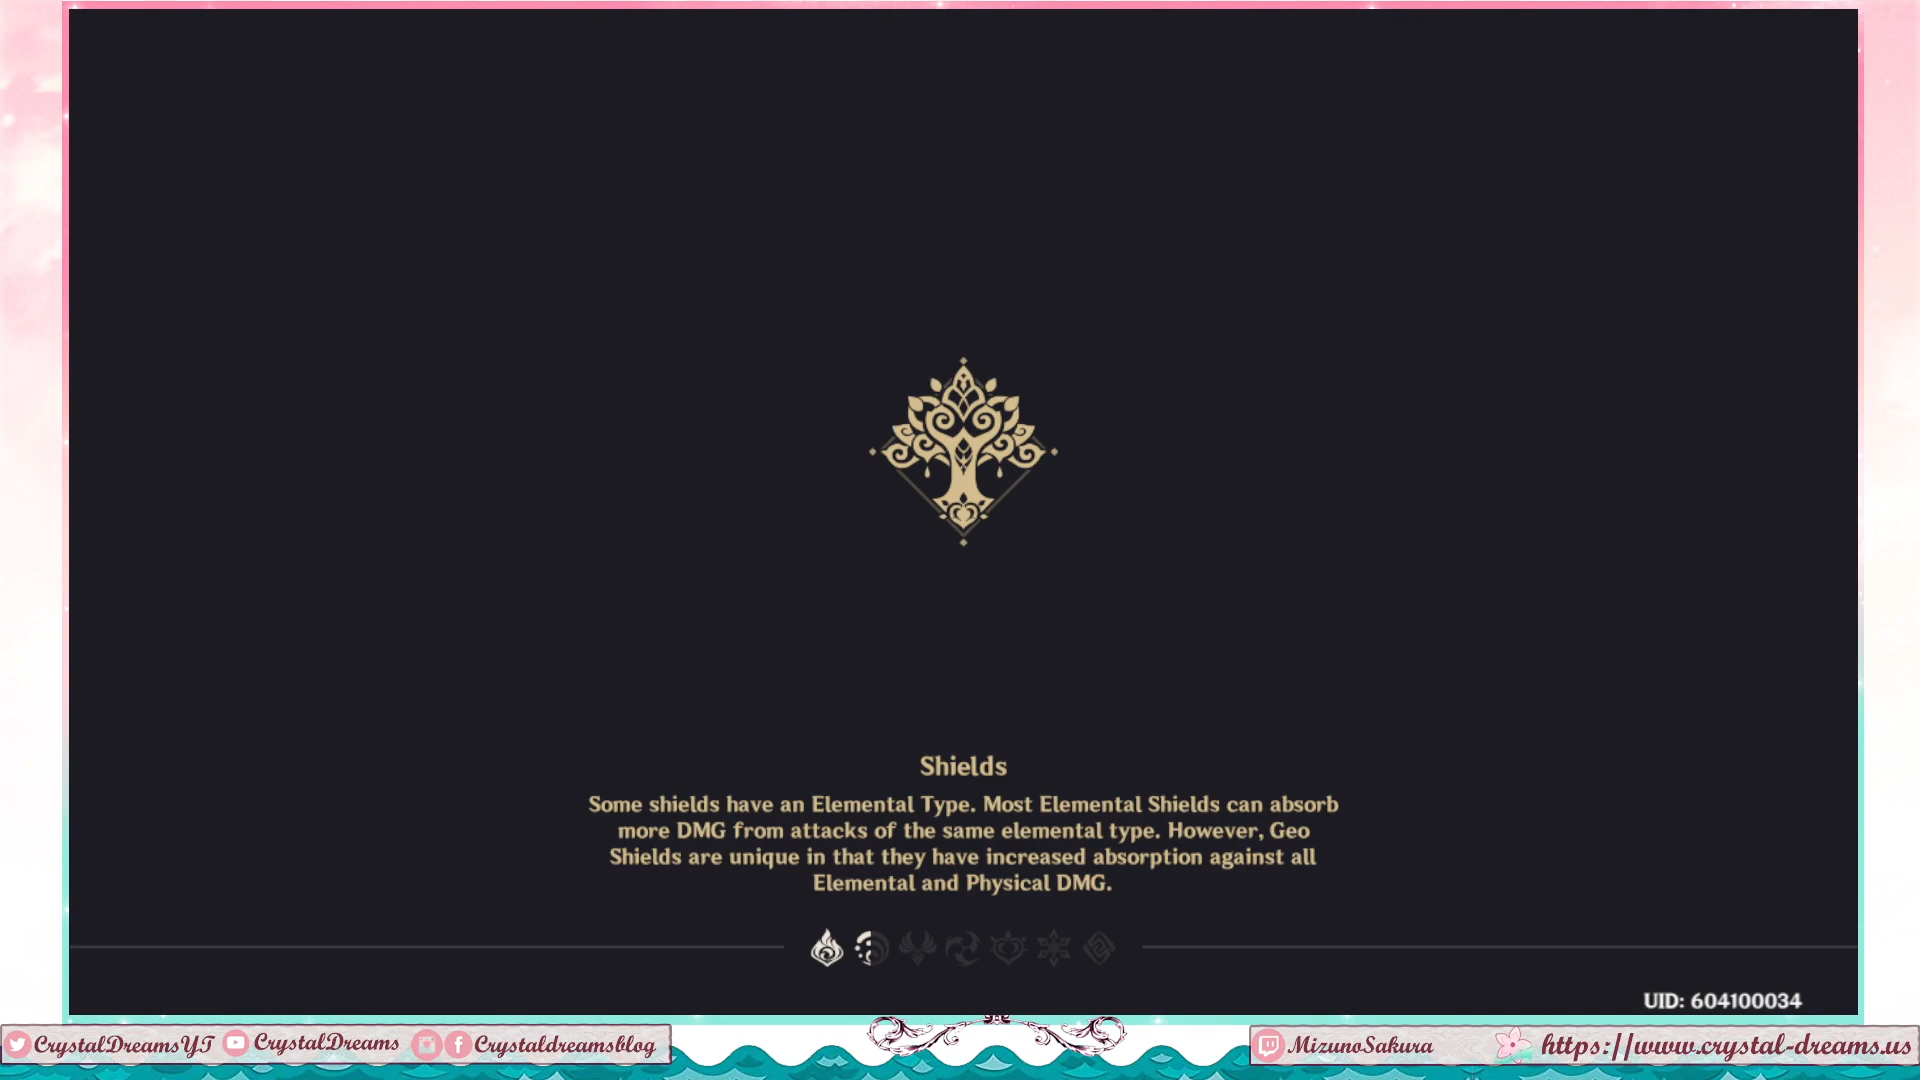 Shields
Some shields have an Elemental Type. Most Elemental Shields can absorb
more DMG from attacks of the same elemental type. However, Geo
Shields are unique in that they have increased absorption against all
Elemental and Physical DMG.
UID: 604100034
CrystalDreamsYT
CrystalDreams
Crystaldreamsblog
MizunoSakura
https://www.crystal-dreams.us